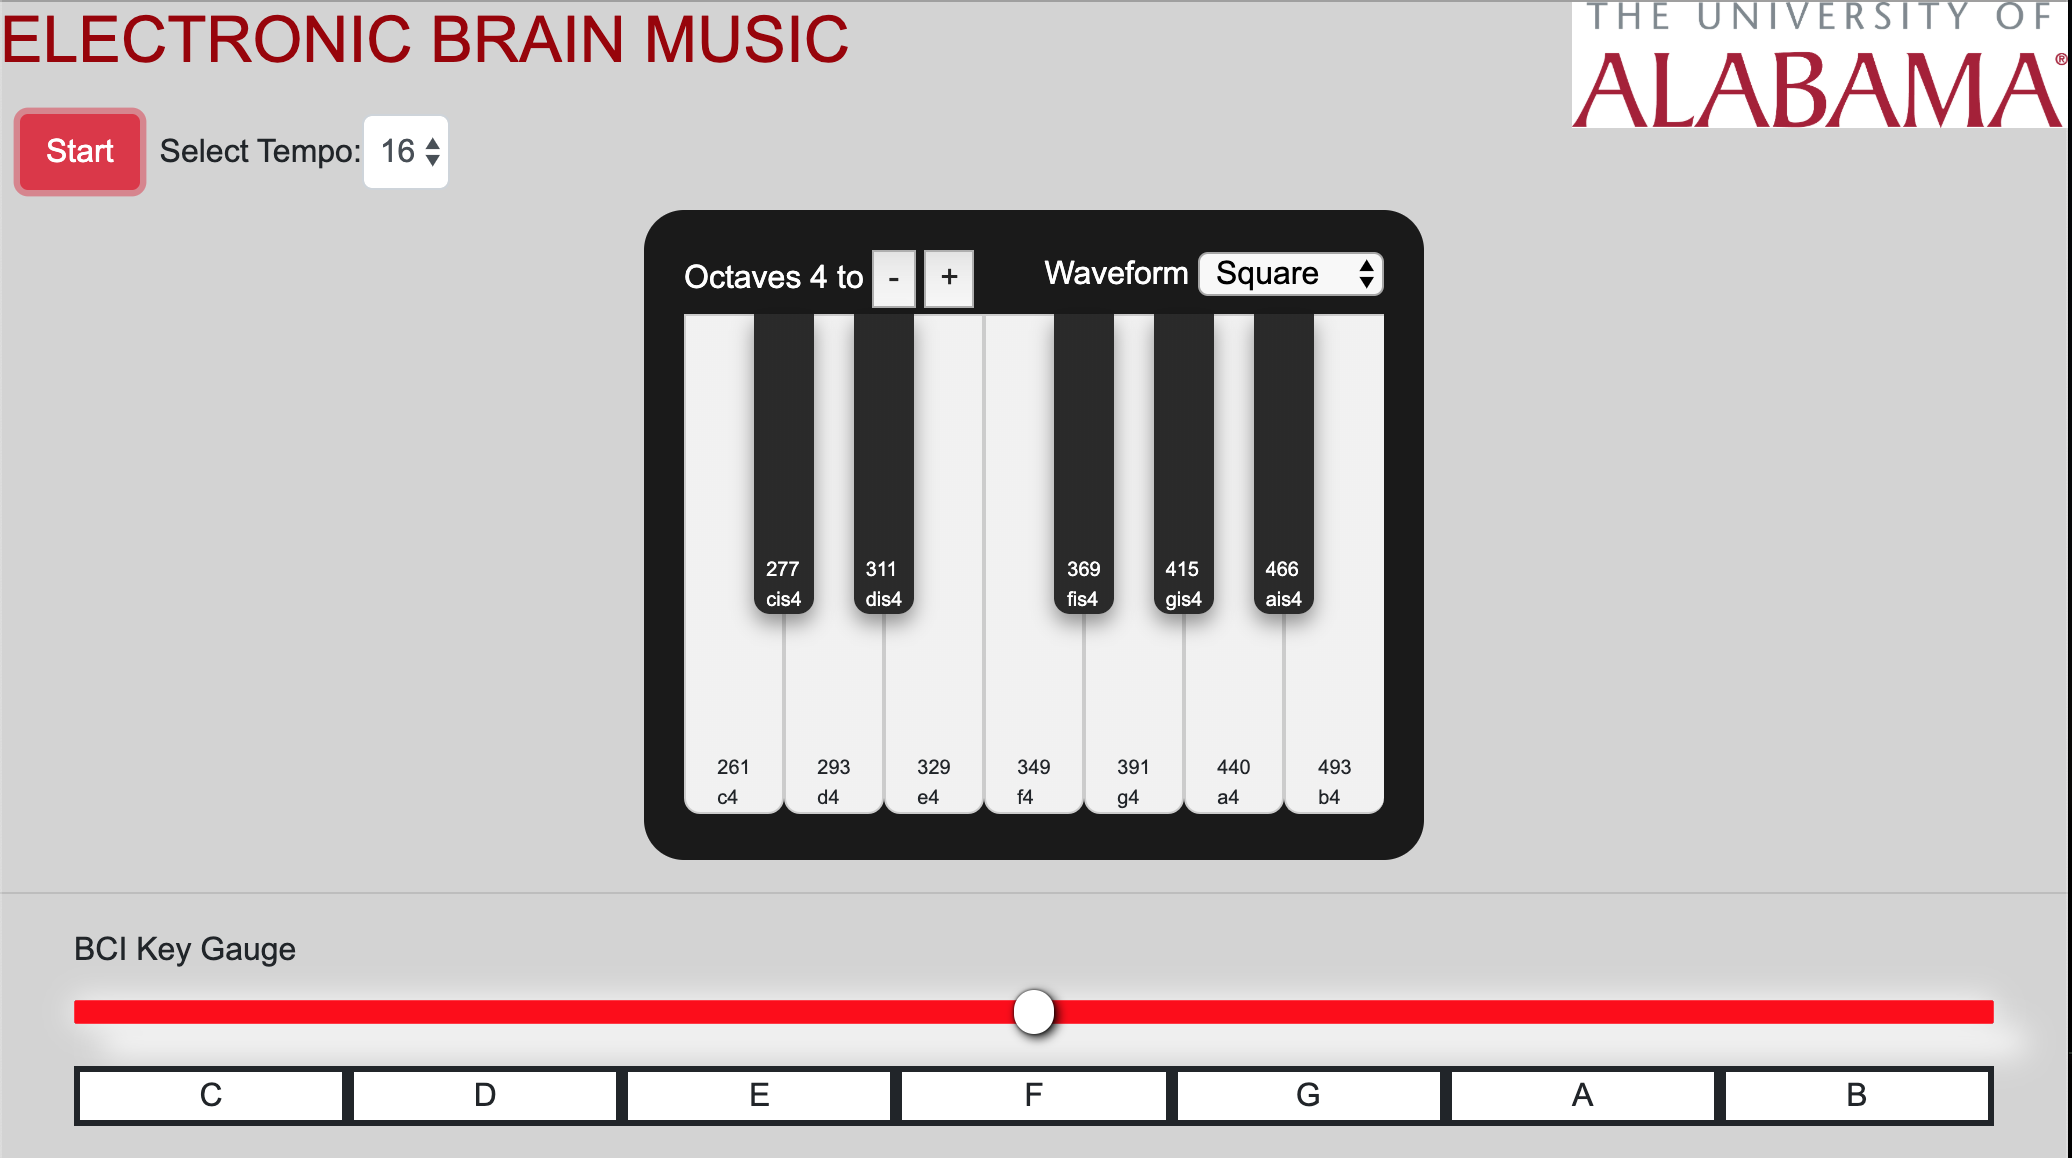 ELECTRONIC BRAIN MUSIC
THE UNIVERSITY OF
ALABAMA®
Start Select Tempo: 16
Octaves 4 to - + Waveform Square
277 311 369 415 466
cis4 dis4 fis4 gis4 ais4
261 293 329 349 391 440 493
c4 d4 e4 f4 g4 a4 b4
BCI Key Gauge
C D E F G A B